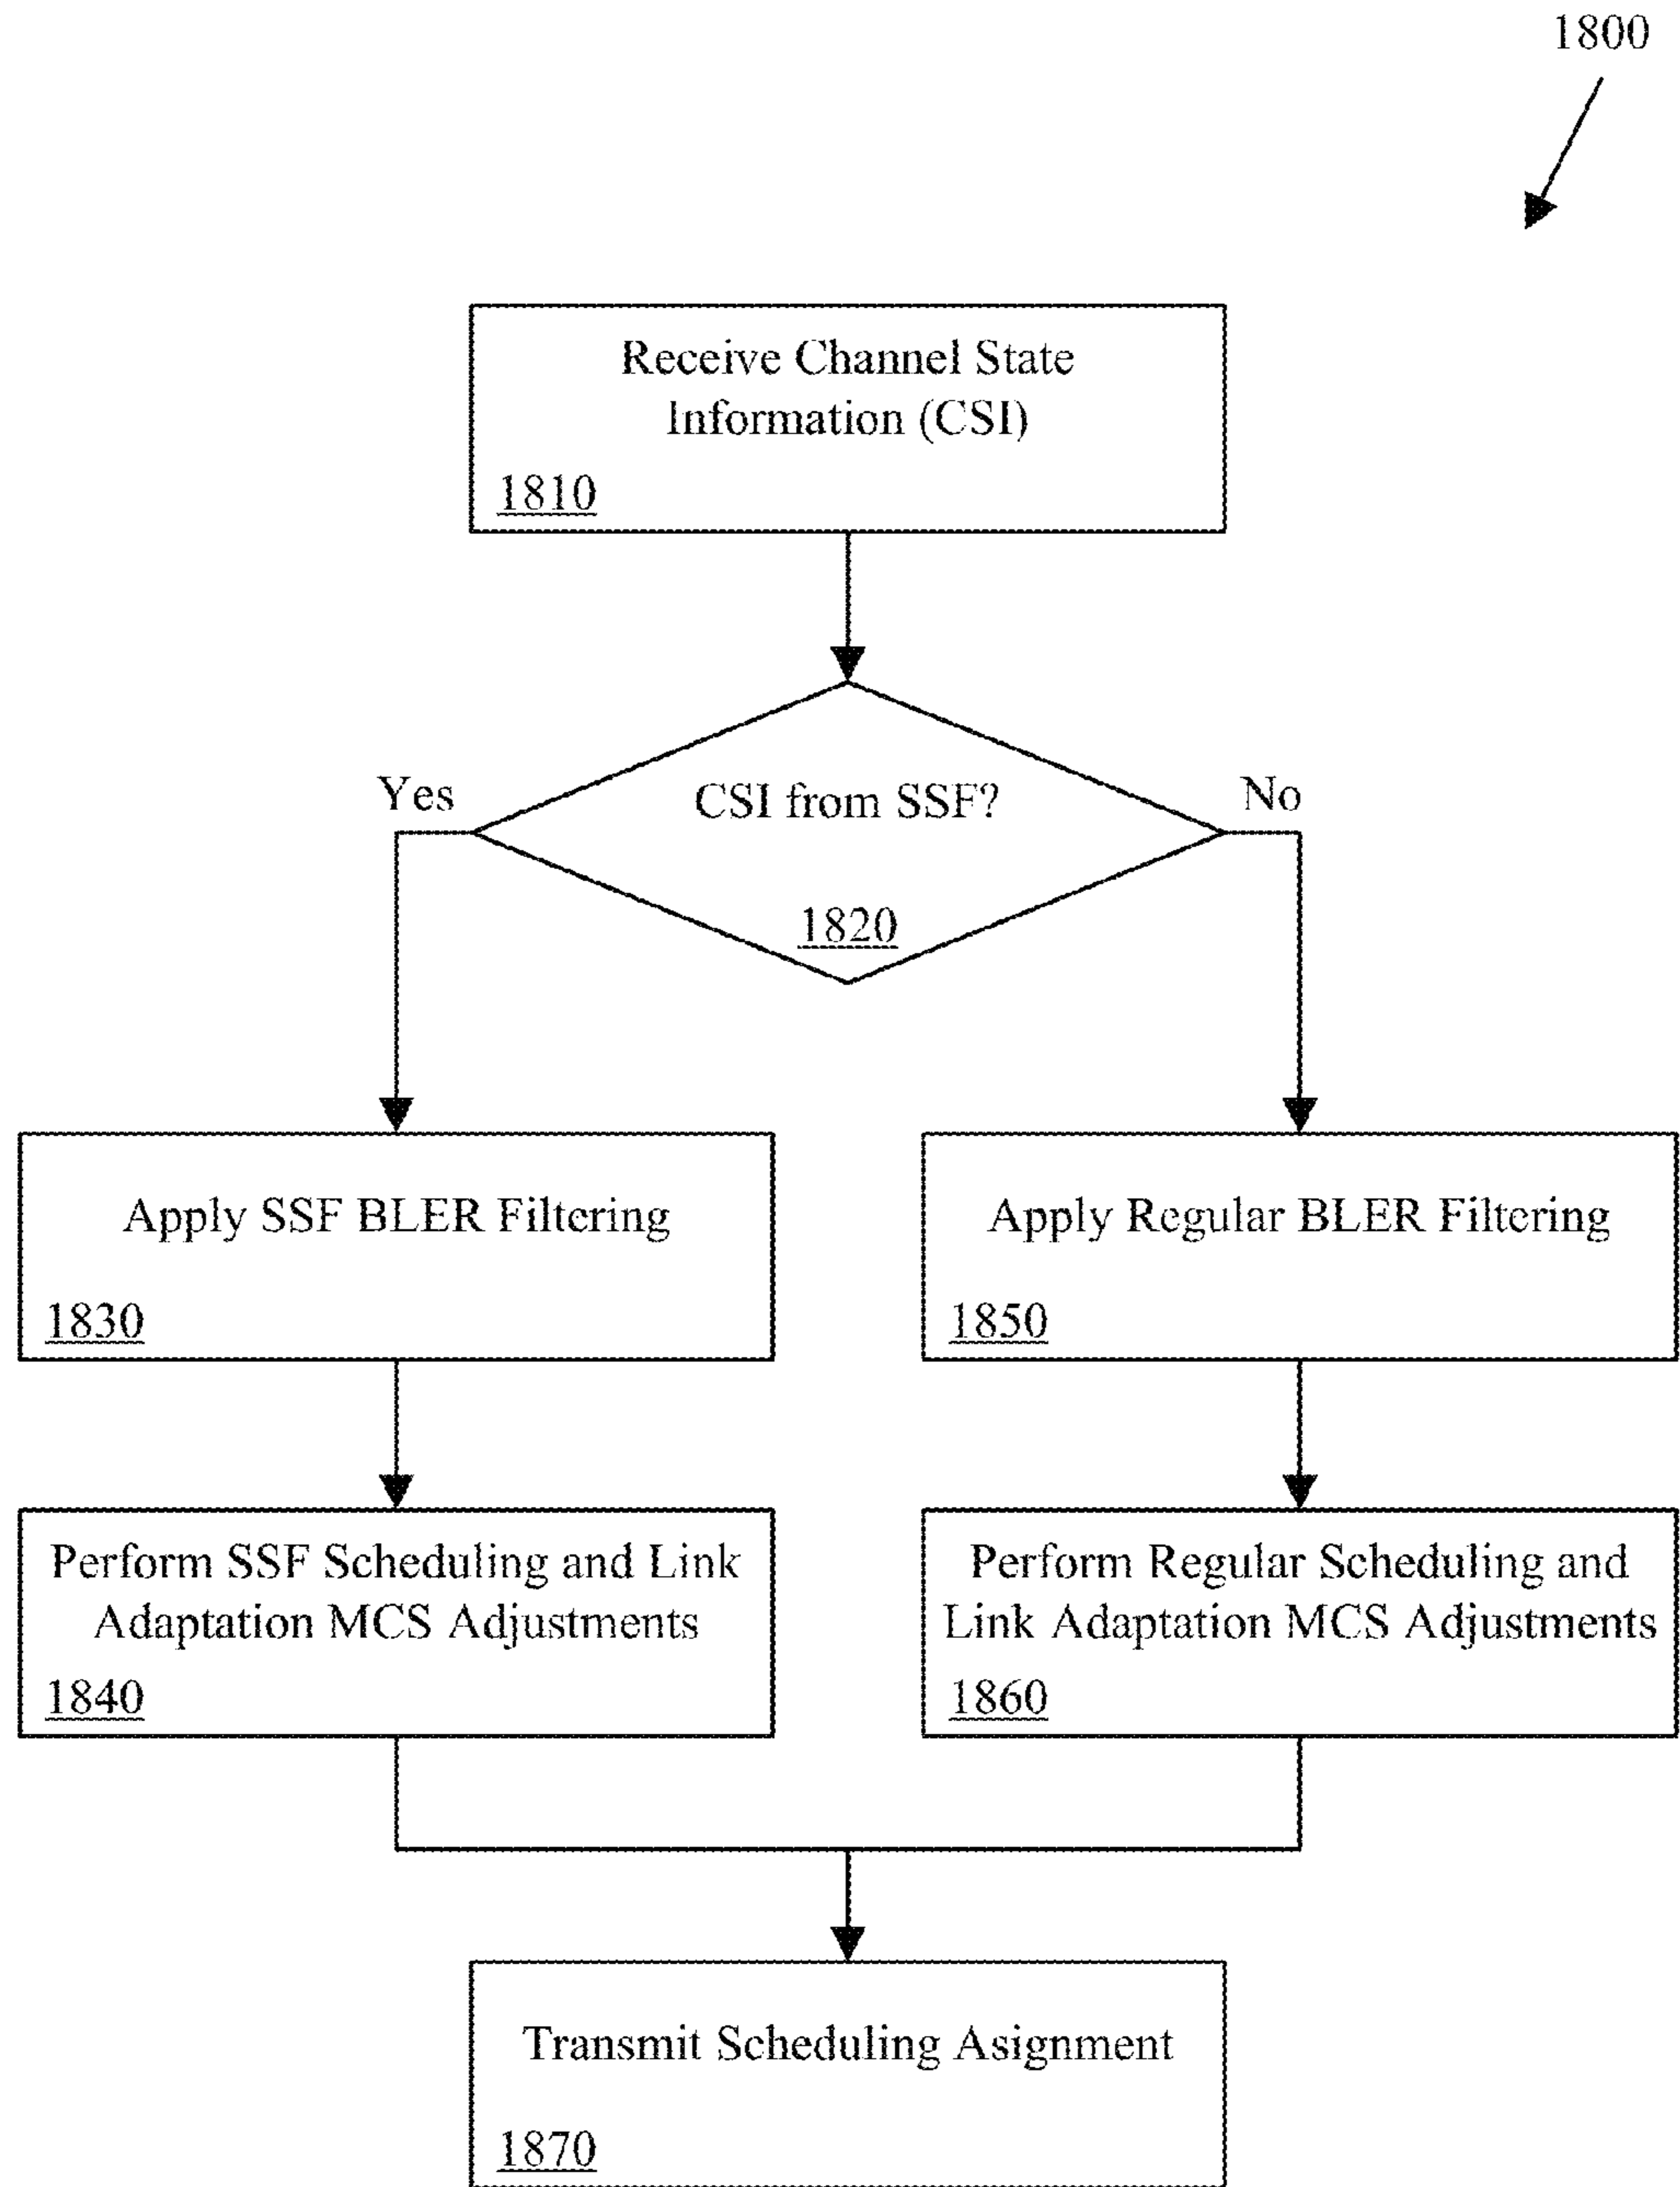 1800
Receive Channel State
Information (CSI)
1810
CSI from SSF?
Yes
No
1820
Apply SSF BLER Filtering
1830
Apply Regular BLER Filtering
1850
Perform SSF Scheduling and Link
Adaptation MCS Adjustments
1840
Perform Regular Scheduling and
Link Adaptation MCS Adjustments
1860
Transmit Scheduling Asignment
1870